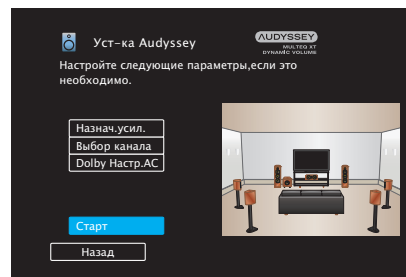 Уст-ка Audyssey
AUDYSSEY
MULTEQ XT
DYNAMIC VOLUME
Настройте следующие параметры,если это
необходимо.
Назнач.усил.
Выбор канала
Dolby Настр.АС
Старт
Назад